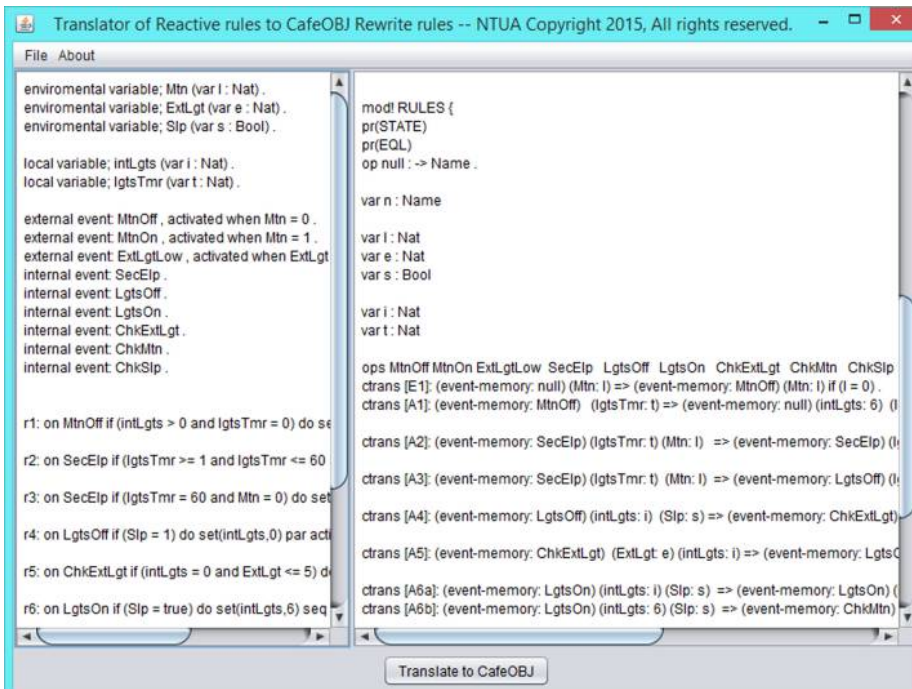 Translator of Reactive rules to CafeOBJ Rewrite rules -- NTUA Copyright 2015, All rights reserved.
File About
enviromental variable; Mtn (var l : Nat) .
enviromental variable; ExtLgt (var e : Nat) .
enviromental variable; Slp (var s : Bool) .
local variable; intLgts (var i : Nat) .
local variable; lgtsTmr (var t : Nat) .
external event: MtnOff , activated when Mtn = 0 .
external event: MtnOn , activated when Mtn = 1 .
external event: ExtLgtLow , activated when ExtLgt
internal event: SecElp .
internal event: LgtsOff .
internal event: LgtsOn .
internal event: ChkExtLgt .
internal event: ChkMtn .
internal event: ChkSlp .
r1: on MtnOff if (intLgts > 0 and lgtsTmr = 0) do se
r2: on SecElp if (lgtsTmr >= 1 and lgtsTmr <= 60
r3: on SecElp if (lgtsTmr = 60 and Mtn = 0) do set
r4: on LgtsOff if (Slp = 1) do set(intLgts,0) par acti
r5: on ChkExtLgt if (intLgts = 0 and ExtLgt <= 5) d
r6: on LgtsOn if (Slp = true) do set(intLgts,6) seq
mod! RULES {
pr(STATE)
pr(EQL)
op null : -> Name .
var n : Name
var l : Nat
var e : Nat
var s : Bool
var i : Nat
var t : Nat
ops MtnOff MtnOn ExtLgtLow SecElp LgtsOff LgtsOn ChkExtLgt ChkMtn ChkSlp
ctrans [E1]: (event-memory: null) (Mtn: l) => (event-memory: MtnOff) (Mtn: l) if (l = 0) .
ctrans [A1]: (event-memory: MtnOff) (lgtsTmr: t) => (event-memory: null) (intLgts: 6) (l
ctrans [A2]: (event-memory: SecElp) (lgtsTmr: t) (Mtn: l) => (event-memory: SecElp) (l
ctrans [A3]: (event-memory: SecElp) (lgtsTmr: t) (Mtn: l) => (event-memory: LgtsOff) (l
ctrans [A4]: (event-memory: LgtsOff) (intLgts: i) (Slp: s) => (event-memory: ChkExtLgt)
ctrans [A5]: (event-memory: ChkExtLgt) (ExtLgt: e) (intLgts: i) => (event-memory: LgtsO
ctrans [A6a]: (event-memory: LgtsOn) (intLgts: i) (Slp: s) => (event-memory: LgtsOn) (
ctrans [A6b]: (event-memory: LgtsOn) (intLgts: 6) (Slp: s) => (event-memory: ChkMtn)
Translate to CafeOBJ